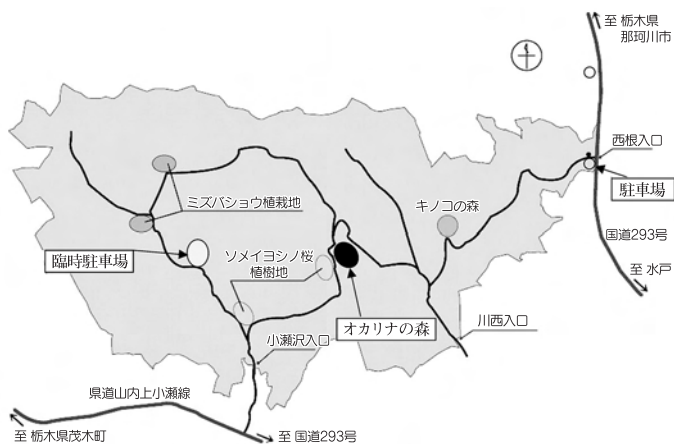 至 栃木県
那珂川市
西根入口
駐車場
キノコの森
ミズバショウ植栽地
国道293号
ソメイヨシノ桜
植樹地
臨時駐車場
至 水戸
オカリナの森
川西入口
小瀬沢入口
県道山内上小瀬線
至 栃木県茂木町
至 国道293号